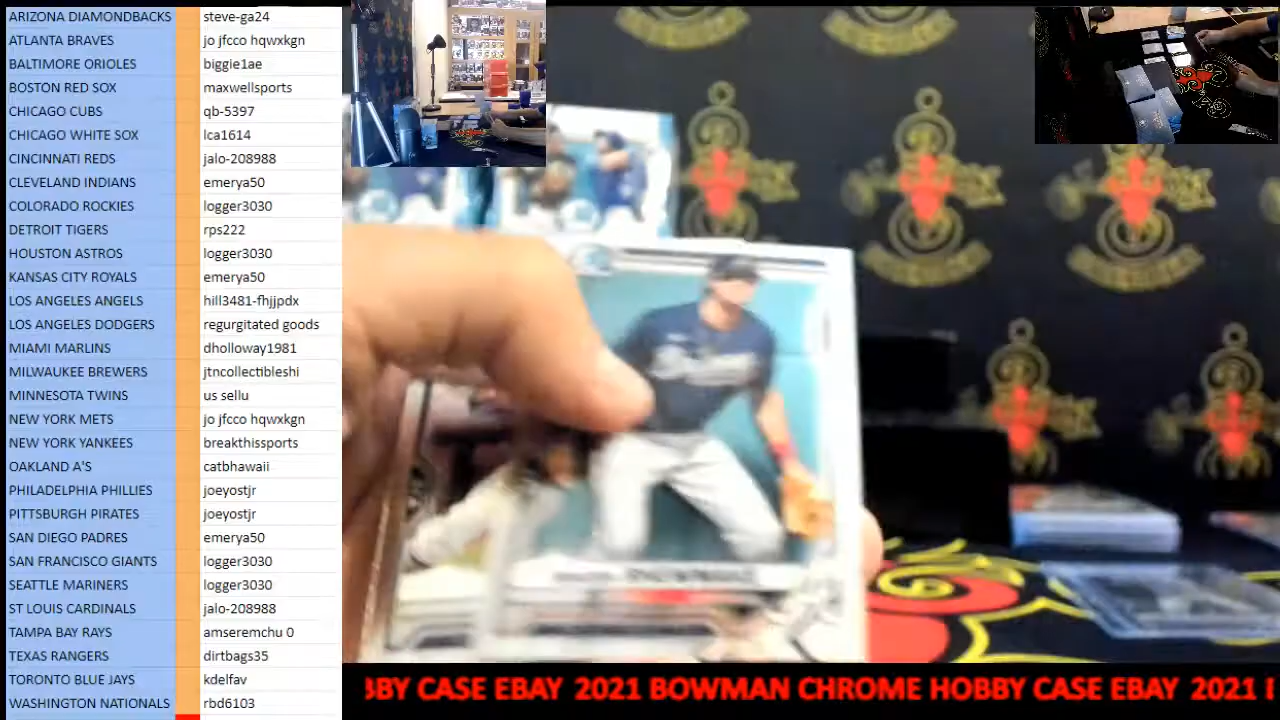 ARIZONA DIAMONDBACKS steve-ga24
ATLANTA BRAVES jo jfcco hqwxkgn
BALTIMORE ORIOLES biggie1ae
BOSTON RED SOX maxwellsports
CHICAGO CUBS qb-5397
CHICAGO WHITE SOX lca1614
CINCINNATI REDS jalo-208988
CLEVELAND INDIANS emerya50
COLORADO ROCKIES logger3030
DETROIT TIGERS rps222
HOUSTON ASTROS logger3030
KANSAS CITY ROYALS emerya50
LOS ANGELES ANGELS hill3481-fhjjpdx
LOS ANGELES DODGERS regurgitated goods
MIAMI MARLINS dholloway1981
MILWAUKEE BREWERS jtncollectibleshi
MINNESOTA TWINS us sellu
NEW YORK METS jo jfcco hqwxkgn
NEW YORK YANKEES breakthissports
OAKLAND A'S catbhawaii
PHILADELPHIA PHILLIES joeyostjr
PITTSBURGH PIRATES joeyostjr
SAN DIEGO PADRES emerya50
SAN FRANCISCO GIANTS logger3030
SEATTLE MARINERS logger3030
ST LOUIS CARDINALS jalo-208988
TAMPA BAY RAYS amseremchu 0
TEXAS RANGERS dirtbags35
TORONTO BLUE JAYS kdelfav
WASHINGTON NATIONALS rbd6103
BBY CASE EBAY 2021 BOWMAN CHROME HOBBY CASE EBAY 2021